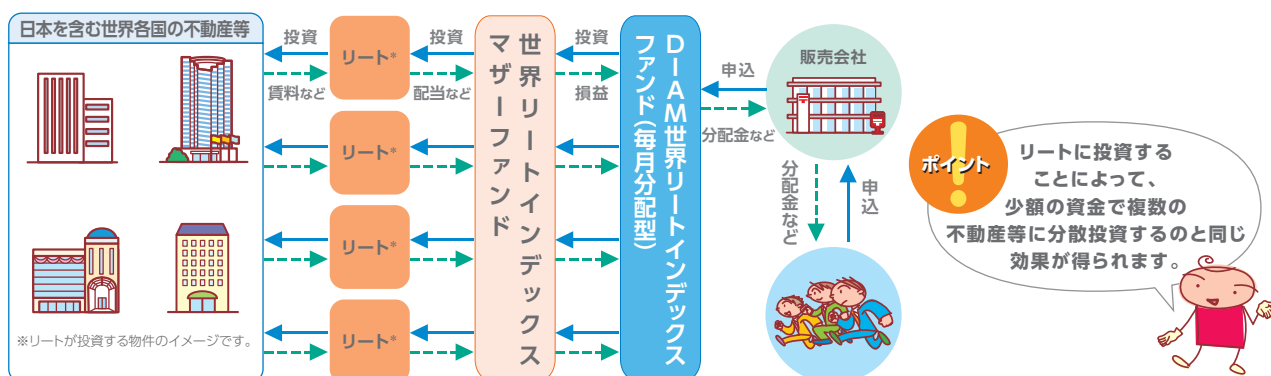 日本を含む世界各国の不動産等
※リートが投資する物件のイメージです。
投資
賃料など
リート*
リート*
リート*
リート*
投資
配当など
世界リートインデックス
マザーファンド
投資
損益
DIAM世界リートインデックス
ファンド(毎月分配型)
申込
分配金など
販売会社
分配金など
申込
ポイント
リートに投資する
ことによって、
少額の資金で複数の
不動産等に分散投資するのと同じ
効果が得られます。